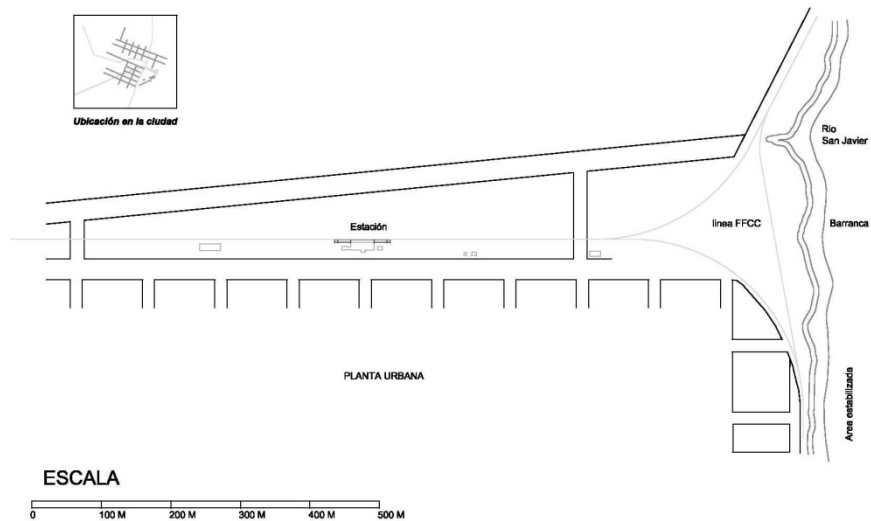 Ubicación en la ciudad
Rio
San Javier
Estación
linea FFCC
Barranca
PLANTA URBANA
Area estabilizada
ESCALA
0 100 M 200 M 300 M 400 M 500 M